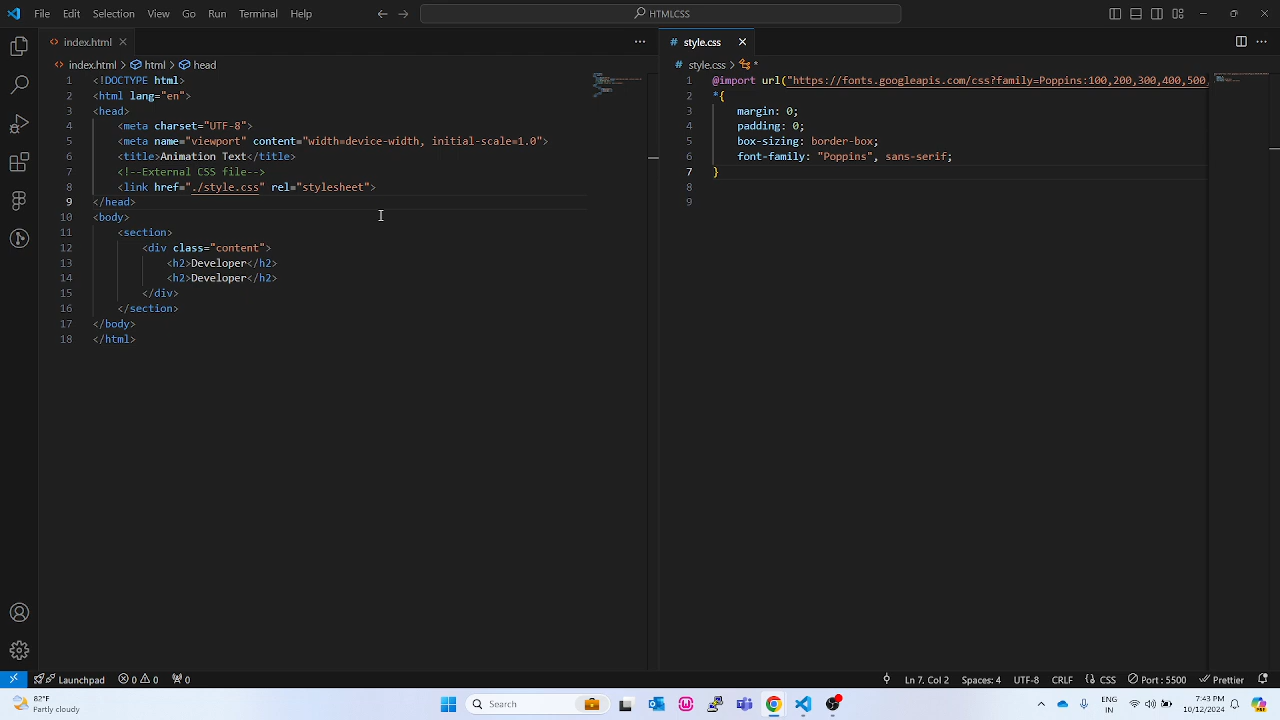 File Edit Selection View Go Run Terminal Help
HTMLCSS
index.html
style.css
index.html > html > head
style.css > *
1 <!DOCTYPE html>
2 <html lang="en">
3 <head>
4 <meta charset="UTF-8">
5 <meta name="viewport" content="width=device-width, initial-scale=1.0">
6 <title>Animation Text</title>
7 <!--External CSS file-->
8 <link href="./style.css" rel="stylesheet">
9 </head>
10 <body>
11 <section>
12 <div class="content">
13 <h2>Developer</h2>
14 <h2>Developer</h2>
15 </div>
16 </section>
17 </body>
18 </html>
1 @import url("https://fonts.googleapis.com/css?family=Poppins:100,200,300,400,500,
2 *{
3 margin: 0;
4 padding: 0;
5 box-sizing: border-box;
6 font-family: "Poppins", sans-serif;
7 }
8
9
Launchpad 0 0 0
Ln 7, Col 2 Spaces: 4 UTF-8 CRLF {} CSS Port : 5500 Prettier
82°F
Partly cloudy
Search
ENG
IN
7:43 PM
10/12/2024